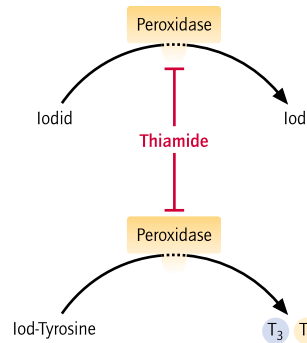 Peroxidase
Iodid Iod
Thiamide
Peroxidase
Iod-Tyrosine T3 T